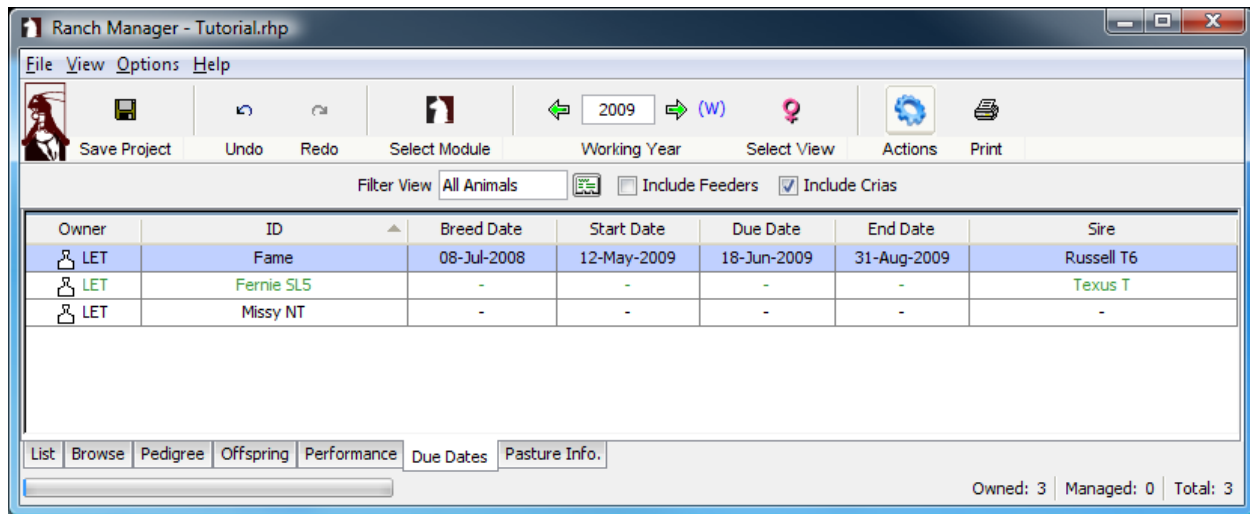 Ranch Manager - Tutorial.rhp
File View Options Help
2009 (W)
Save Project Undo Redo Select Module Working Year Select View Actions Print
Filter View All Animals Include Feeders Include Crias
Owner ID Breed Date Start Date Due Date End Date Sire
LET Fame 08-Jul-2008 12-May-2009 18-Jun-2009 31-Aug-2009 Russell T6
LET Fernie SL5 - - - - Texus T
LET Missy NT - - - - -
List Browse Pedigree Offspring Performance Due Dates Pasture Info.
Owned: 3 Managed: 0 Total: 3